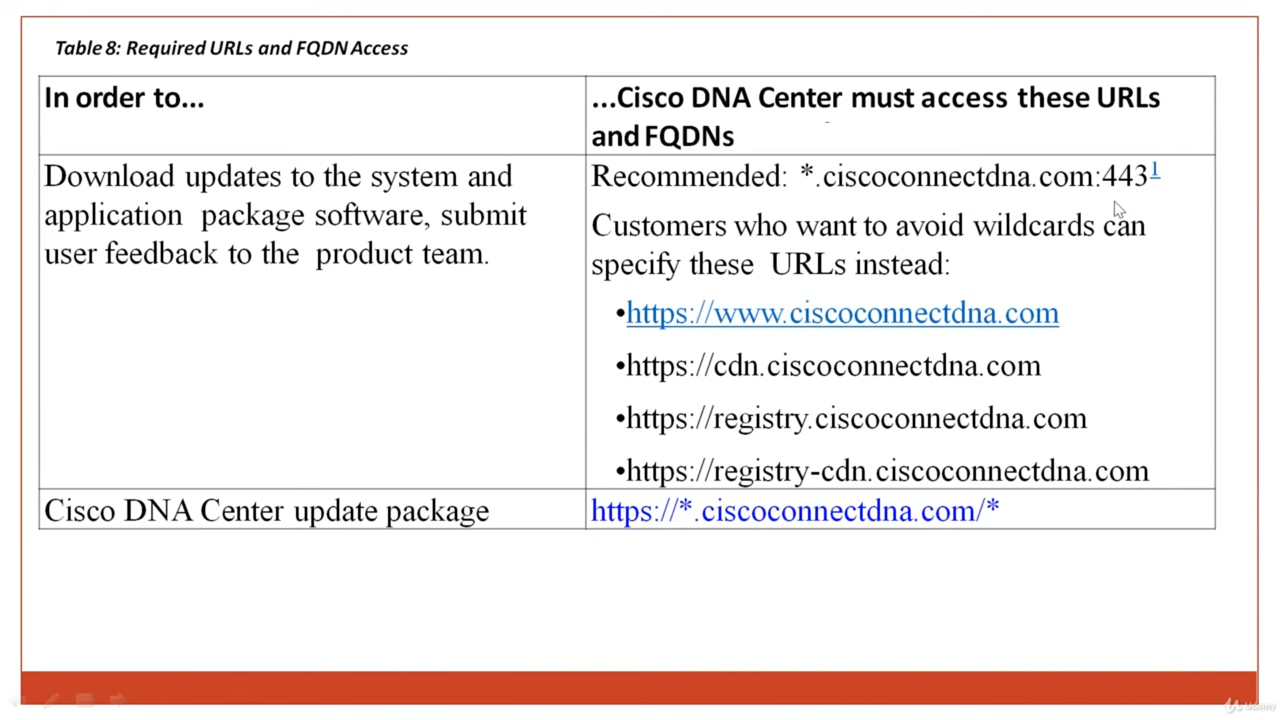 Table 8: Required URLs and FQDN Access
In order to...
...Cisco DNA Center must access these URLs
and FQDNs
Download updates to the system and
application package software, submit
user feedback to the product team.
Recommended: *.ciscoconnectdna.com:443¹
Customers who want to avoid wildcards can
specify these URLs instead:
•https://www.ciscoconnectdna.com
•https://cdn.ciscoconnectdna.com
•https://registry.ciscoconnectdna.com
•https://registry-cdn.ciscoconnectdna.com
Cisco DNA Center update package
https://*.ciscoconnectdna.com/*
Udemy